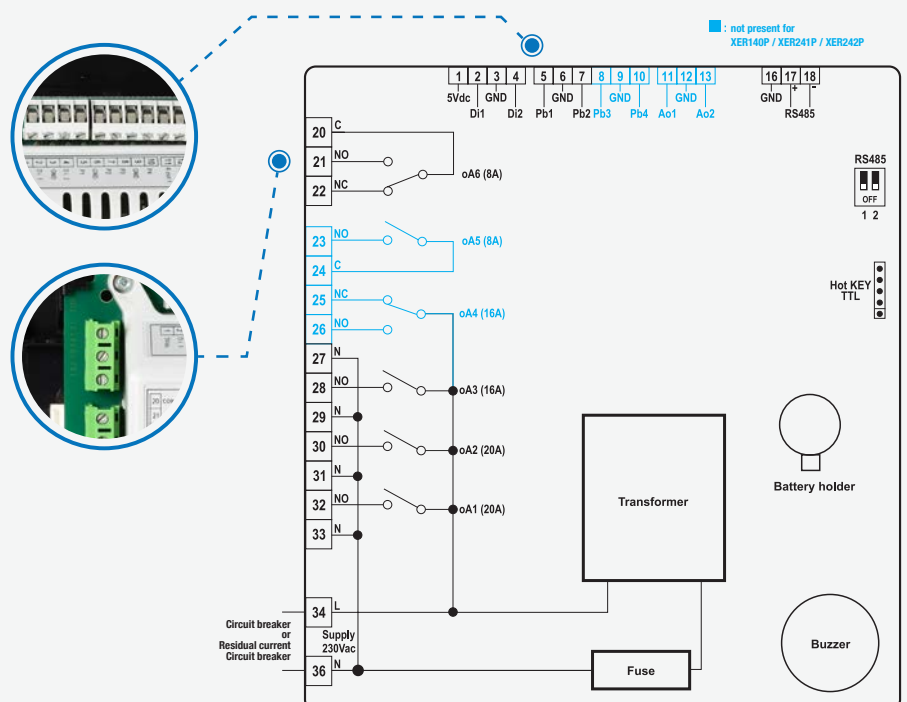 : not present for
XER140P / XER241P / XER242P
1 2 3 4 5 6 7 8 9 10 11 12 13 16 17 18
5Vdc GND GND GND GND GND + -
Di1 Di2 Pb1 Pb2 Pb3 Pb4 Ao1 Ao2 RS485
20 C
21 NO
22 NC
oA6 (8A)
23 NO
oA5 (8A)
24 C
25 NC
oA4 (16A)
26 NO
27 N
28 NO
oA3 (16A)
29 N
30 NO
oA2 (20A)
31 N
32 NO
oA1 (20A)
33 N
34 L
Supply
230Vac
36 N
Circuit breaker
or
Residual current
Circuit breaker
RS485
OFF
1 2
Hot KEY
TTL
Transformer
Battery holder
Fuse
Buzzer